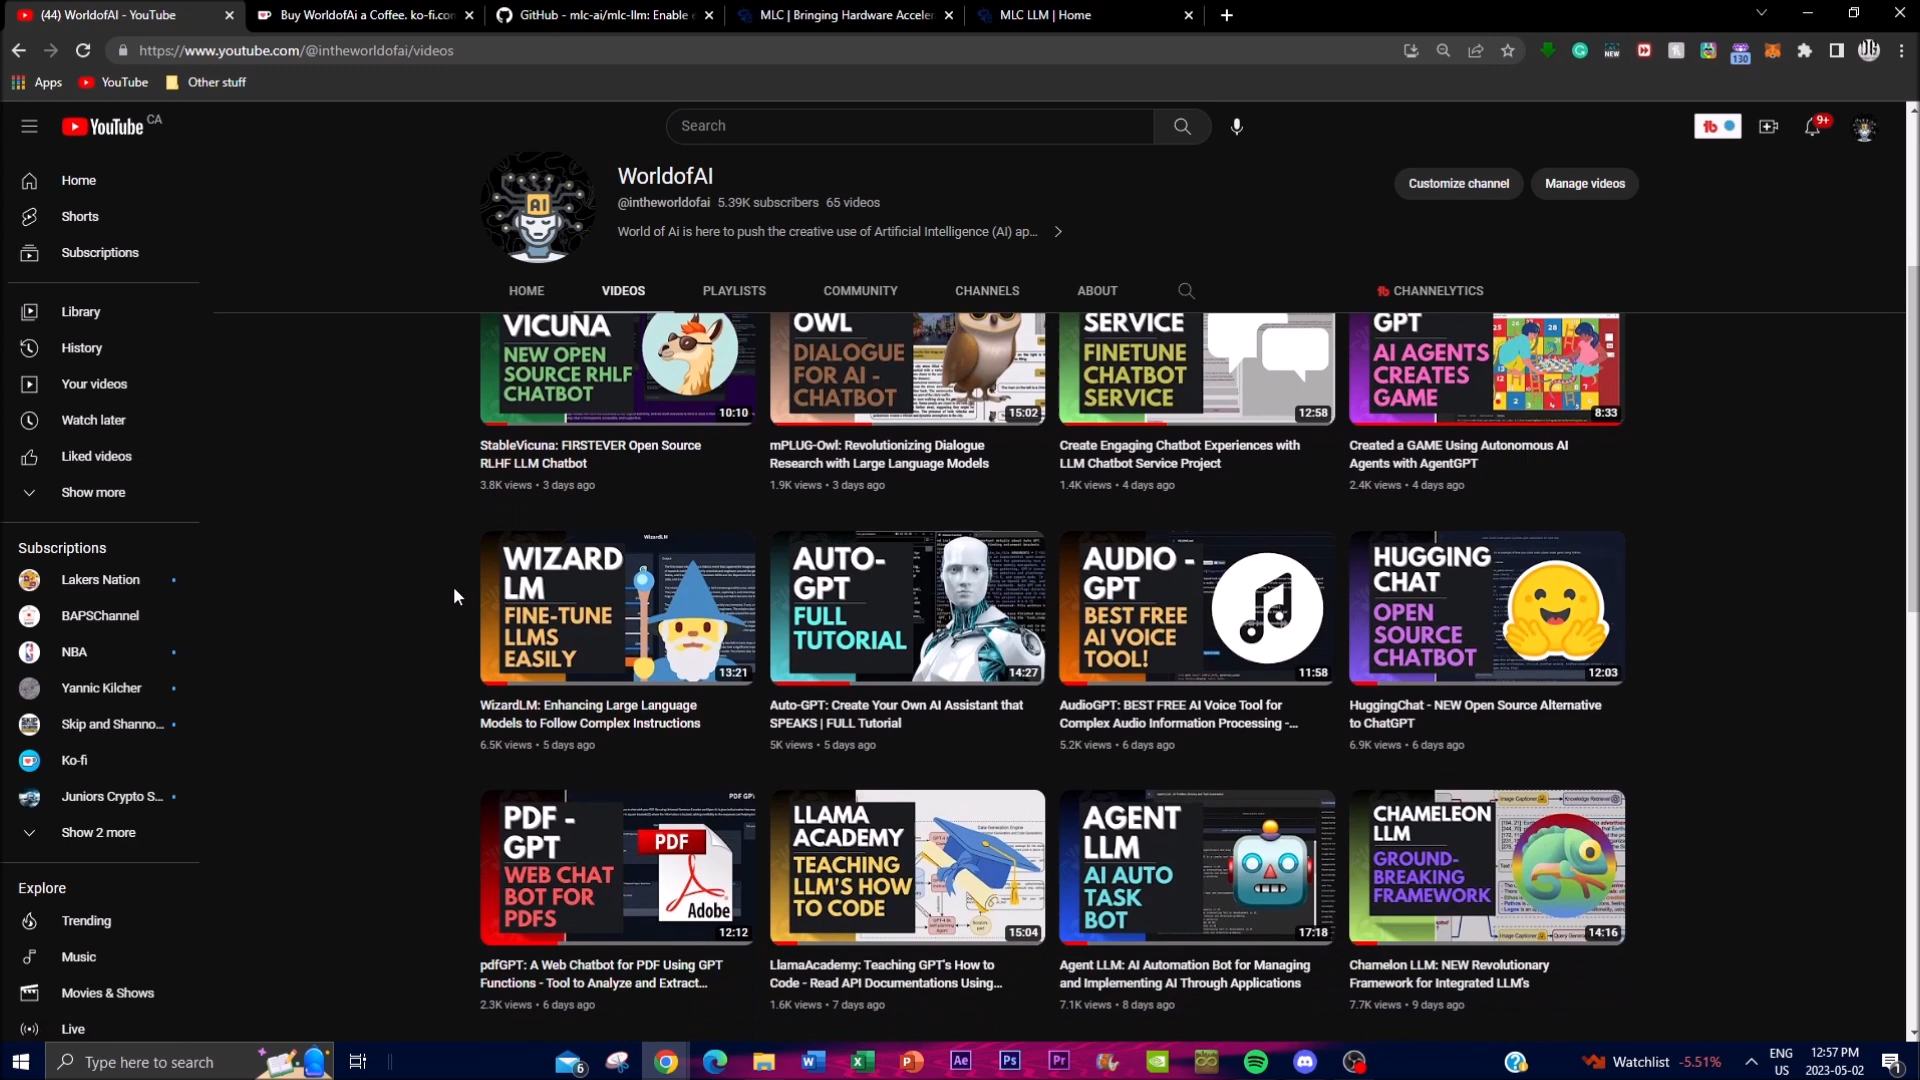 (44) WorldofAI - YouTube
Buy WorldofAi a Coffee. ko-fi.con
GitHub - mlc-ai/mlc-llm: Enable e
MLC | Bringing Hardware Acceler
MLC LLM | Home
https://www.youtube.com/@intheworldofai/videos
130
Apps
YouTube
Other stuff
YouTube CA
Search
9+
WorldofAI
@intheworldofai 5.39K subscribers 65 videos
World of Ai is here to push the creative use of Artificial Intelligence (AI) ap...
Customize channel
Manage videos
HOME
VIDEOS
PLAYLISTS
COMMUNITY
CHANNELS
ABOUT
CHANNELYTICS
Home
Shorts
Subscriptions
Library
History
Your videos
Watch later
Liked videos
Show more
Subscriptions
Lakers Nation
BAPSChannel
NBA
Yannic Kilcher
Skip and Shanno...
Ko-fi
Juniors Crypto S...
Show 2 more
Explore
Trending
Music
Movies & Shows
Live
VICUNA
NEW OPEN
SOURCE RHLF
CHATBOT
10:10
StableVicuna: FIRSTEVER Open Source
RLHF LLM Chatbot
3.8K views • 3 days ago
OWL
DIALOGUE
FOR AI -
CHATBOT
15:02
mPLUG-Owl: Revolutionizing Dialogue
Research with Large Language Models
1.9K views • 3 days ago
SERVICE
FINETUNE
CHATBOT
SERVICE
12:58
Create Engaging Chatbot Experiences with
LLM Chatbot Service Project
1.4K views • 4 days ago
GPT
AI AGENTS
CREATES
GAME
8:33
Created a GAME Using Autonomous AI
Agents with AgentGPT
2.4K views • 4 days ago
WIZARD
LM
FINE-TUNE
LLMS
EASILY
WizardLM
13:21
WizardLM: Enhancing Large Language
Models to Follow Complex Instructions
6.5K views • 5 days ago
AUTO-
GPT
FULL
TUTORIAL
14:27
Auto-GPT: Create Your Own AI Assistant that
SPEAKS | FULL Tutorial
5K views • 5 days ago
AUDIO -
GPT
BEST FREE
AI VOICE
TOOL!
11:58
AudioGPT: BEST FREE AI Voice Tool for
Complex Audio Information Processing -...
5.2K views • 6 days ago
HUGGING
CHAT
OPEN
SOURCE
CHATBOT
12:03
HuggingChat - NEW Open Source Alternative
to ChatGPT
6.9K views • 6 days ago
PDF -
GPT
WEB CHAT
BOT FOR
PDFS
PDF
Adobe
12:12
pdfGPT: A Web Chatbot for PDF Using GPT
Functions - Tool to Analyze and Extract...
2.3K views • 6 days ago
LLAMA
ACADEMY
TEACHING
LLM'S HOW
TO CODE
15:04
LlamaAcademy: Teaching GPT's How to
Code - Read API Documentations Using...
1.6K views • 7 days ago
AGENT
LLM
AI AUTO
TASK
BOT
17:18
Agent LLM: AI Automation Bot for Managing
and Implementing AI Through Applications
7.1K views • 8 days ago
CHAMELEON
LLM
GROUND-
BREAKING
FRAMEWORK
14:16
Chamelon LLM: NEW Revolutionary
Framework for Integrated LLM's
7.7K views • 9 days ago
Type here to search
6
Watchlist -5.51%
ENG
US
12:57 PM
2023-05-02
1